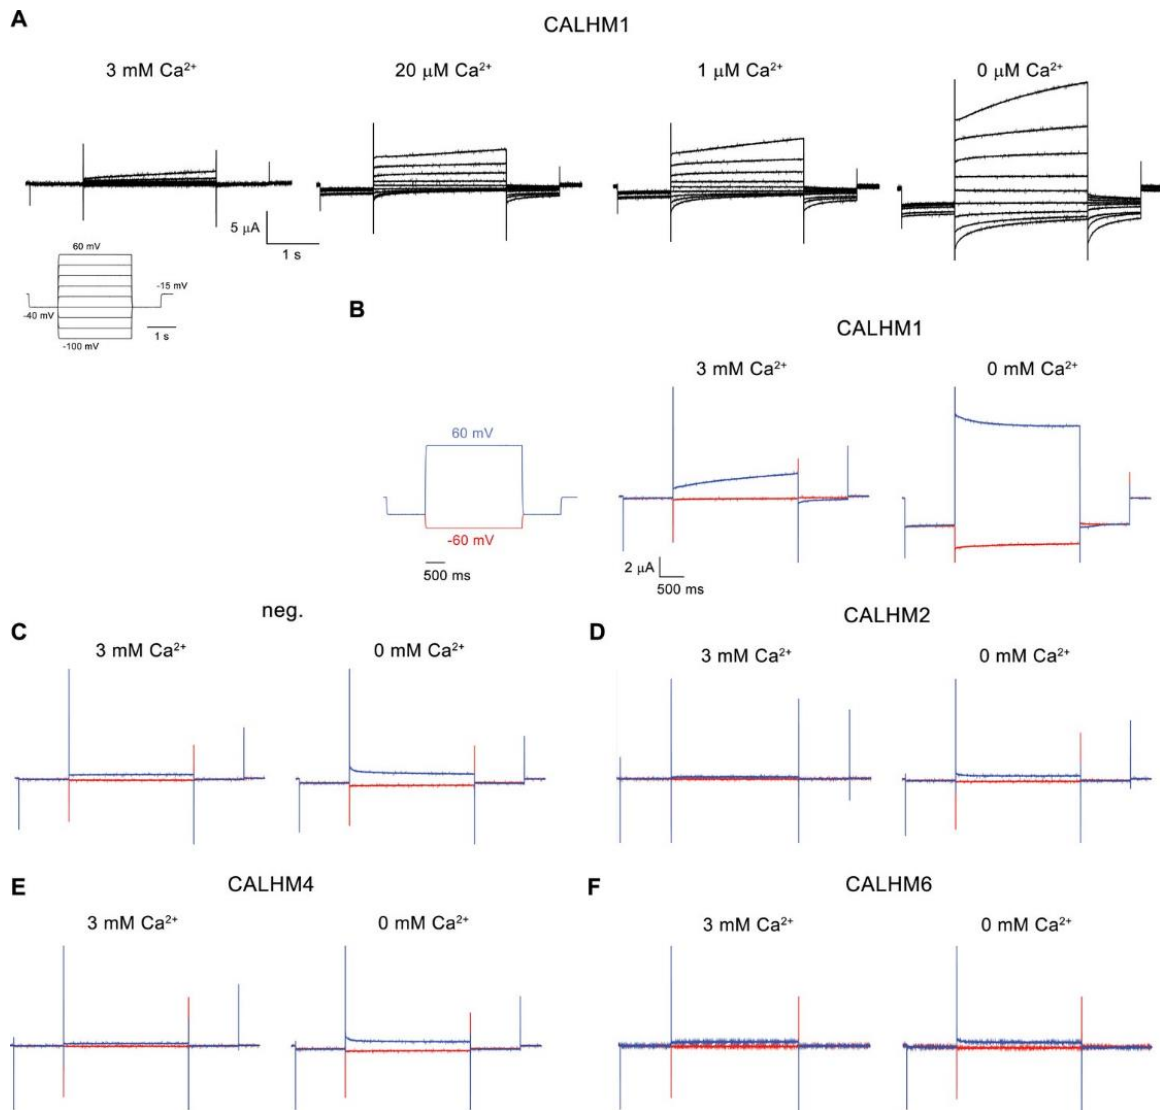 A
CALHM1
3 mM Ca²⁺
20 μM Ca²⁺
1 μM Ca²⁺
0 μM Ca²⁺
5 μA
1 s
60 mV
-15 mV
-40 mV
1 s
-100 mV
B
CALHM1
3 mM Ca²⁺
0 mM Ca²⁺
60 mV
-60 mV
500 ms
2 μA
500 ms
C
neg.
3 mM Ca²⁺
0 mM Ca²⁺
D
CALHM2
3 mM Ca²⁺
0 mM Ca²⁺
E
CALHM4
3 mM Ca²⁺
0 mM Ca²⁺
F
CALHM6
3 mM Ca²⁺
0 mM Ca²⁺